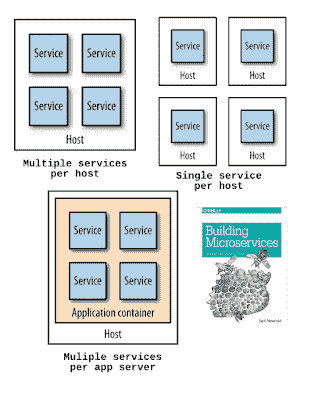 Service Service
Service Service
Host
Multiple services
per host
Service
Host
Service
Host
Service
Host
Service
Host
Single service
per host
Service Service
Service Service
Application container
Host
Muliple services
per app server
O'REILLY
Building
Microservices
Sam Newman